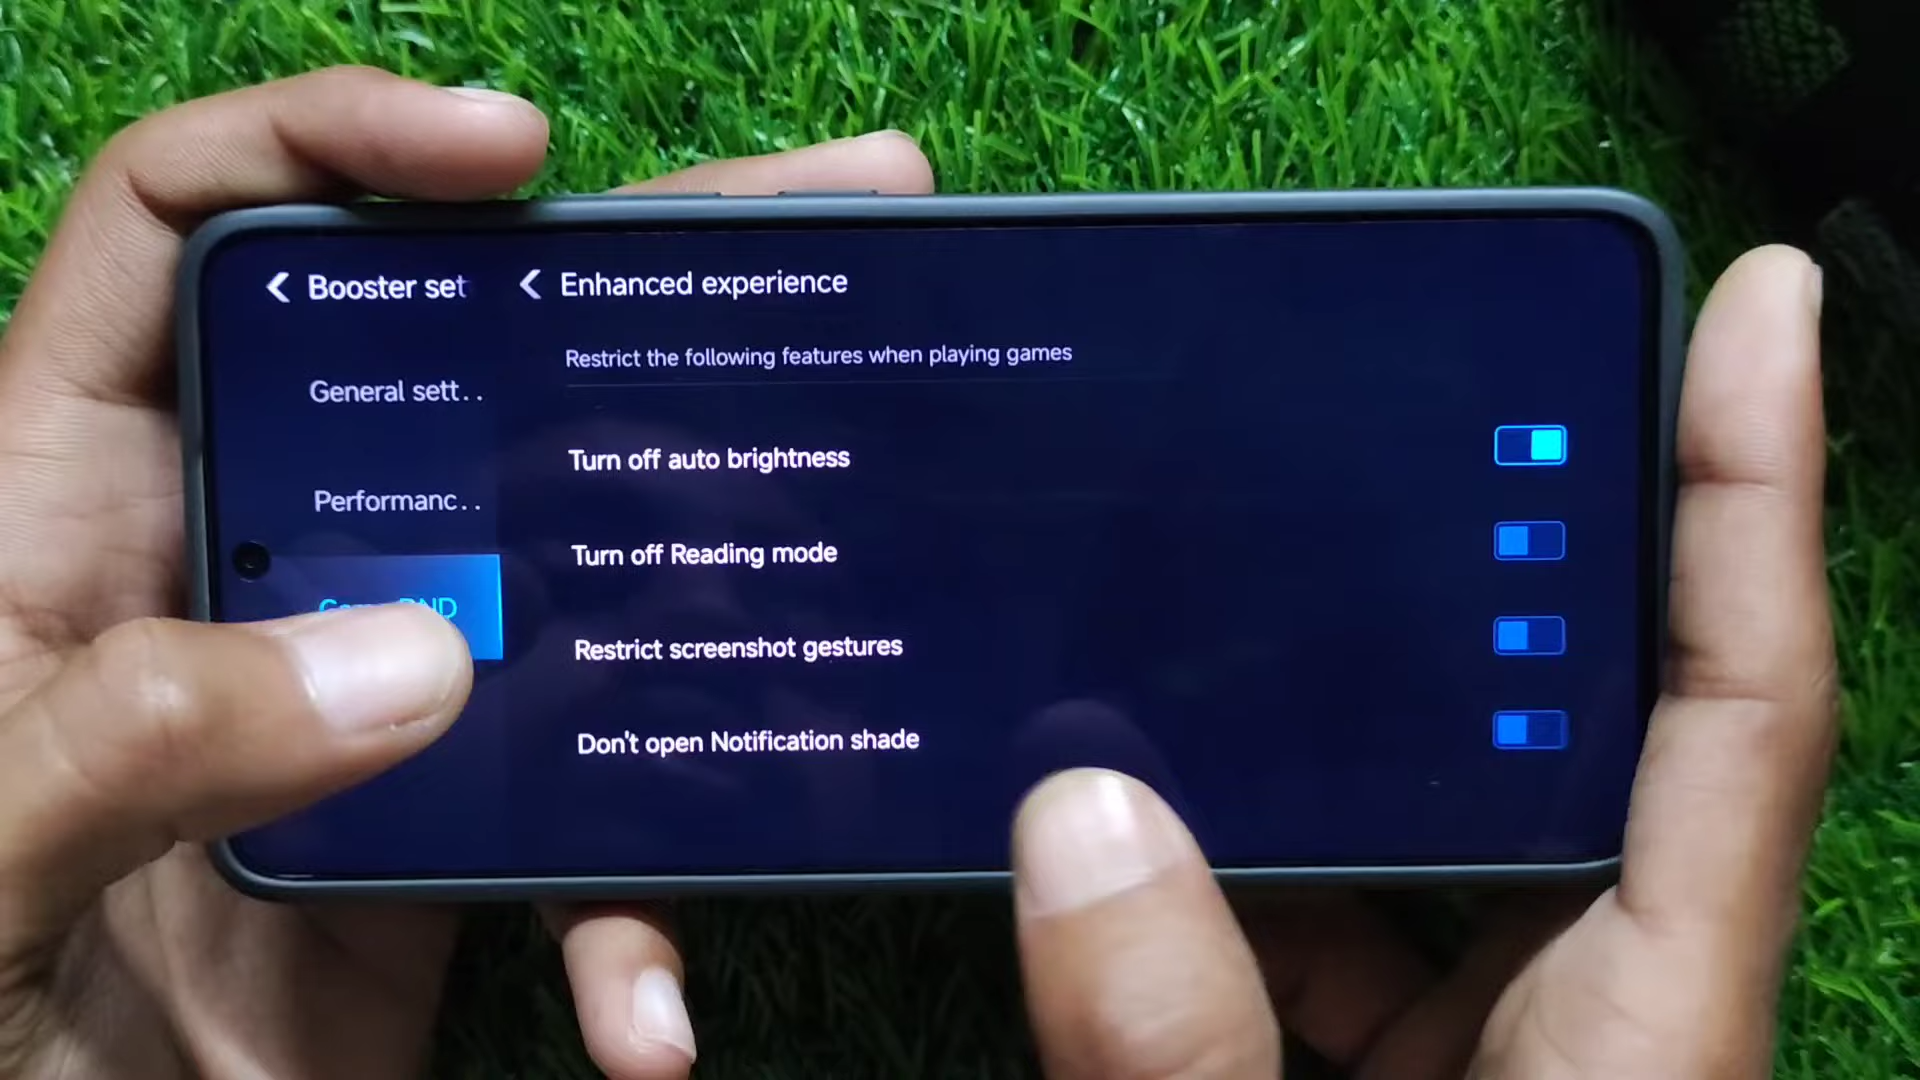 Booster set
General sett..
Performanc..
DND
Enhanced experience
Restrict the following features when playing games
Turn off auto brightness
Turn off Reading mode
Restrict screenshot gestures
Don't open Notification shade